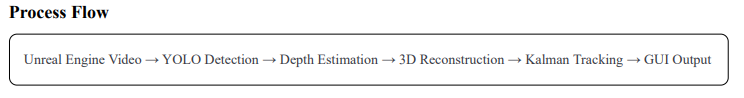 Process Flow
Unreal Engine Video → YOLO Detection → Depth Estimation → 3D Reconstruction → Kalman Tracking → GUI Output